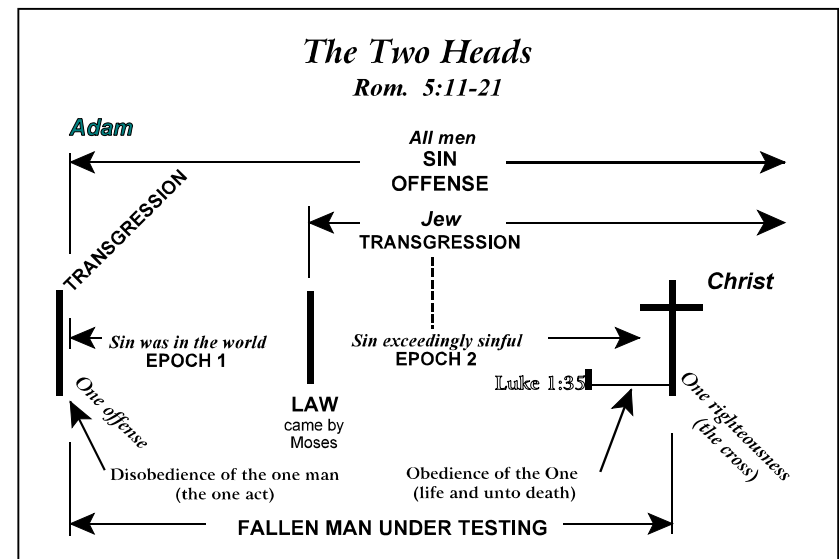 The Two Heads
Rom. 5:11-21
Adam
All men
SIN
OFFENSE
TRANSGRESSION
Jew
TRANSGRESSION
Christ
Sin was in the world
EPOCH 1
Sin exceedingly sinful
EPOCH 2
Luke 1:35
One offense
LAW
came by
Moses
One righteousness
(the cross)
Disobedience of the one man
(the one act)
Obedience of the One
(life and unto death)
FALLEN MAN UNDER TESTING